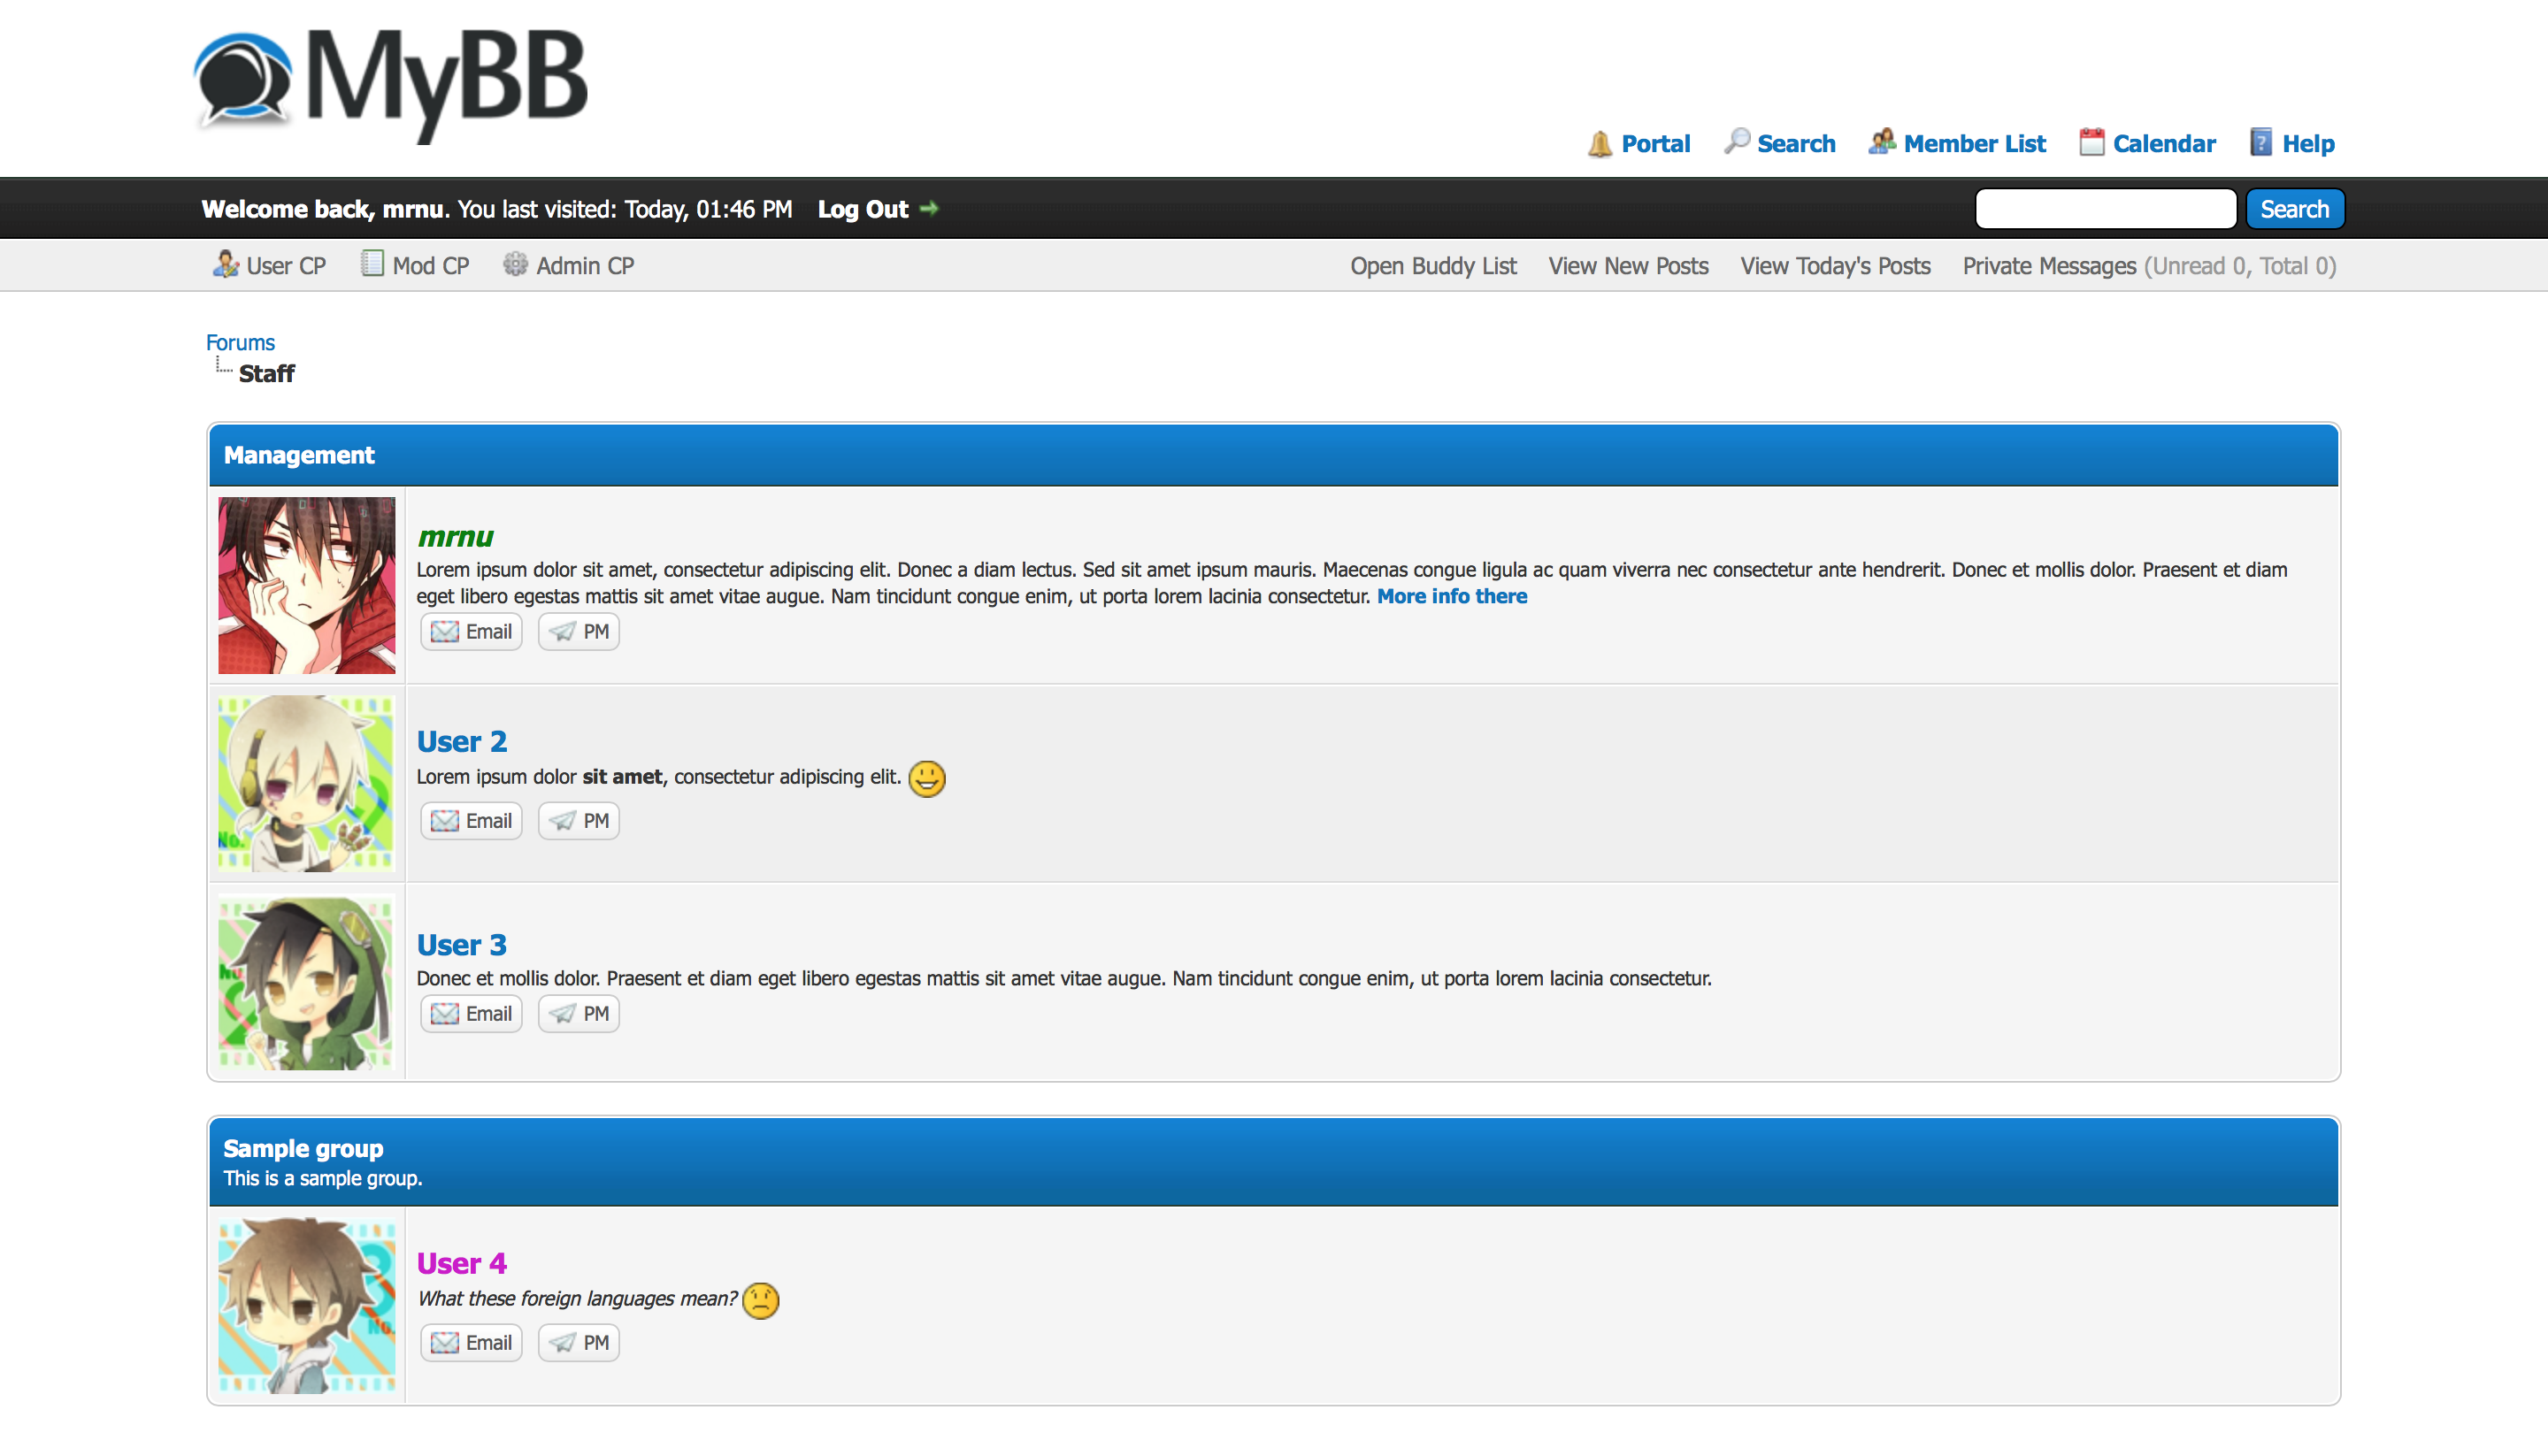 MyBB
Portal Search Member List Calendar Help
Welcome back, mrnu. You last visited: Today, 01:46 PM Log Out Search
User CP Mod CP Admin CP Open Buddy List View New Posts View Today's Posts Private Messages (Unread 0, Total 0)
Forums
Staff
Management
mrnu
Lorem ipsum dolor sit amet, consectetur adipiscing elit. Donec a diam lectus. Sed sit amet ipsum mauris. Maecenas congue ligula ac quam viverra nec consectetur ante hendrerit. Donec et mollis dolor. Praesent et diam
eget libero egestas mattis sit amet vitae augue. Nam tincidunt congue enim, ut porta lorem lacinia consectetur. More info there
Email PM
User 2
Lorem ipsum dolor sit amet, consectetur adipiscing elit.
No.
Email PM
User 3
Donec et mollis dolor. Praesent et diam eget libero egestas mattis sit amet vitae augue. Nam tincidunt congue enim, ut porta lorem lacinia consectetur.
Email PM
Sample group
This is a sample group.
User 4
What these foreign languages mean?
No.
Email PM